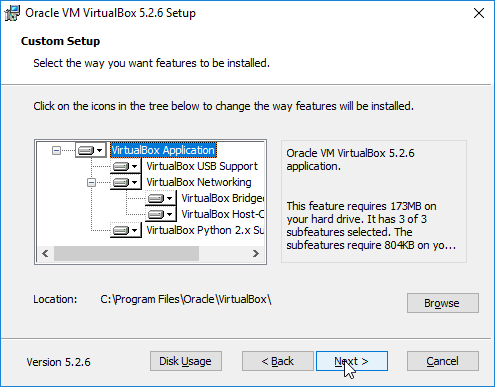 Oracle VM VirtualBox 5.2.6 Setup
Custom Setup
Select the way you want features to be installed.
Click on the icons in the tree below to change the way features will be installed.
VirtualBox Application
VirtualBox USB Support
VirtualBox Networking
VirtualBox Bridge
VirtualBox Host-C
VirtualBox Python 2.x Su
Oracle VM VirtualBox 5.2.6
application.
This feature requires 173MB on
your hard drive. It has 3 of 3
subfeatures selected. The
subfeatures require 804KB on yo...
Location: C:\Program Files\Oracle\VirtualBox\
Browse
Version 5.2.6
Disk Usage
< Back
Next >
Cancel